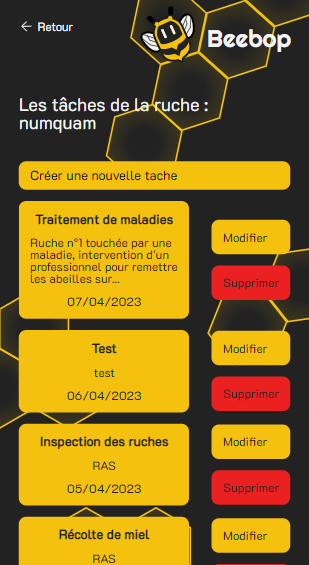 ← Retour
Beebop
Les tâches de la ruche :
numquam
Créer une nouvelle tache
Traitement de maladies
Ruche n°1 touchée par une
maladie, intervention d'un
professionnel pour remettre
les abeilles sur...
07/04/2023
Modifier
Supprimer
Test
test
06/04/2023
Modifier
Supprimer
Inspection des ruches
RAS
05/04/2023
Modifier
Supprimer
Récolte de miel
RAS
Modifier